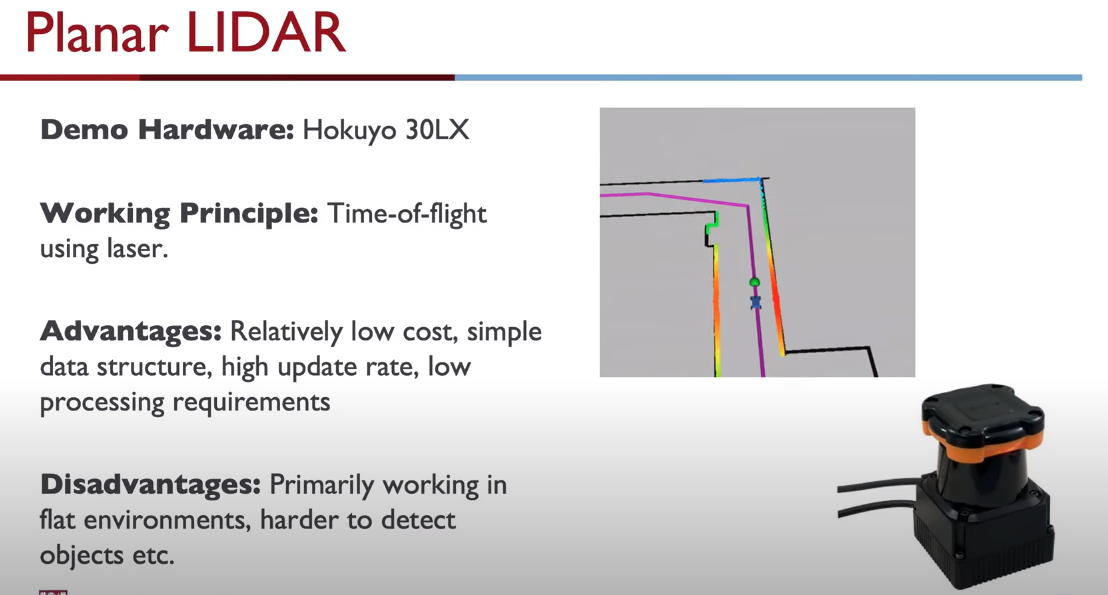 Planar LIDAR
Demo Hardware: Hokuyo 30LX
Working Principle: Time-of-flight
using laser.
Advantages: Relatively low cost, simple
data structure, high update rate, low
processing requirements
Disadvantages: Primarily working in
flat environments, harder to detect
objects etc.